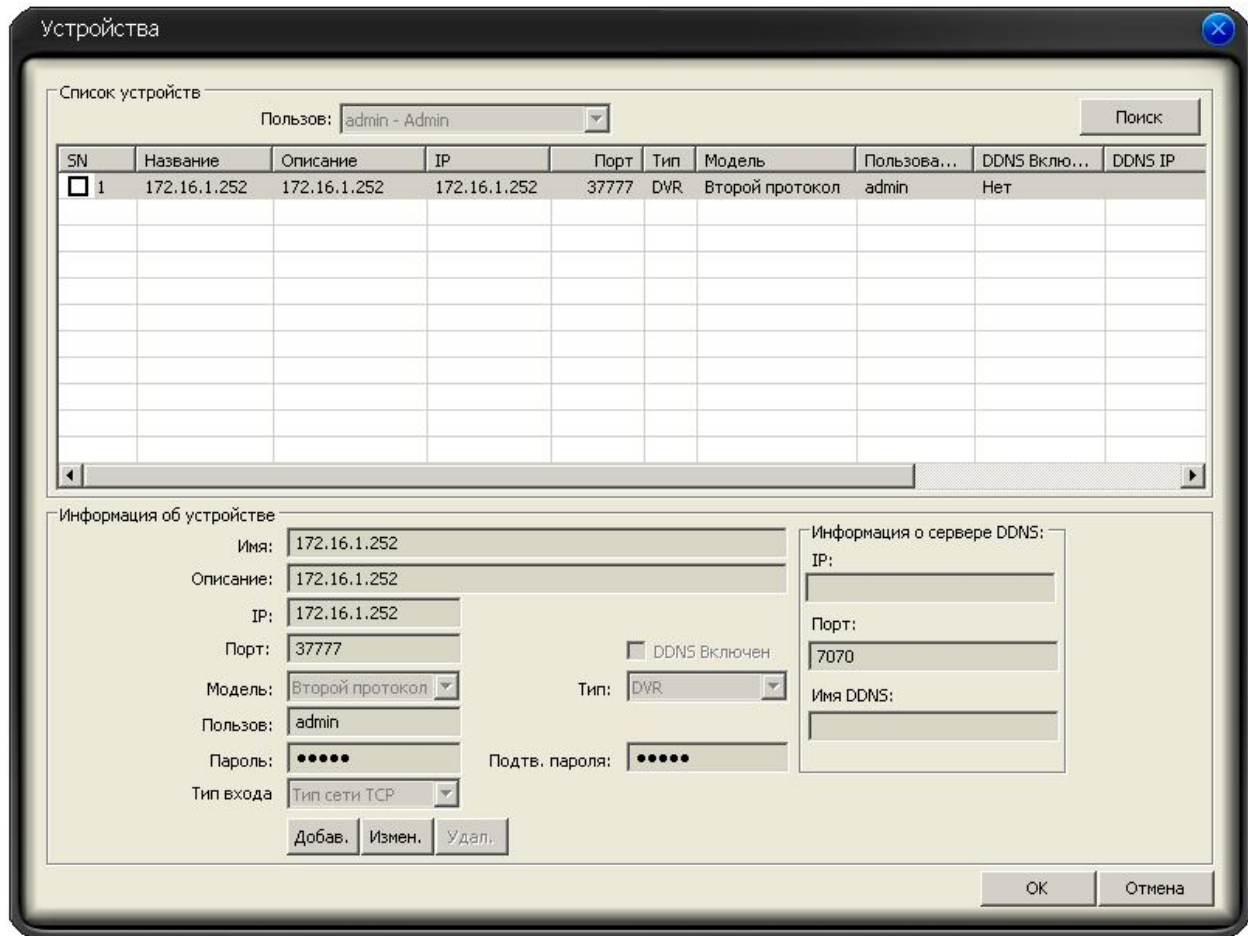 Устройства
Список устройств
Пользов: admin - Admin Поиск
SN Название Описание IP Порт Тип Модель Пользова... DDNS Вклю... DDNS IP
1 172.16.1.252 172.16.1.252 172.16.1.252 37777 DVR Второй протокол admin Нет
Информация об устройстве
Имя: 172.16.1.252
Описание: 172.16.1.252
IP: 172.16.1.252
Порт: 37777 DDNS Включен
Модель: Второй протокол Тип: DVR
Пользов: admin
Пароль: ●●●●● Подтв. пароля: ●●●●●
Тип входа Тип сети TCP
Добав. Измен. Удал.
Информация о сервере DDNS:
IP:
Порт:
7070
Имя DDNS:
OK Отмена